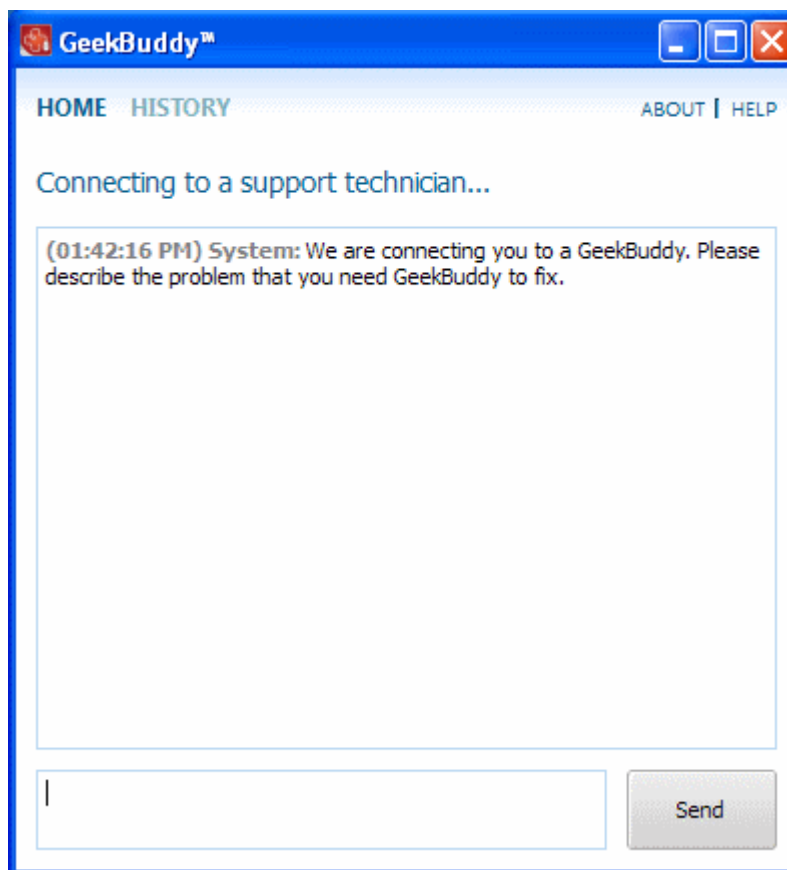 GeekBuddy™
HOME HISTORY ABOUT | HELP
Connecting to a support technician...
(01:42:16 PM) System: We are connecting you to a GeekBuddy. Please
describe the problem that you need GeekBuddy to fix.
Send